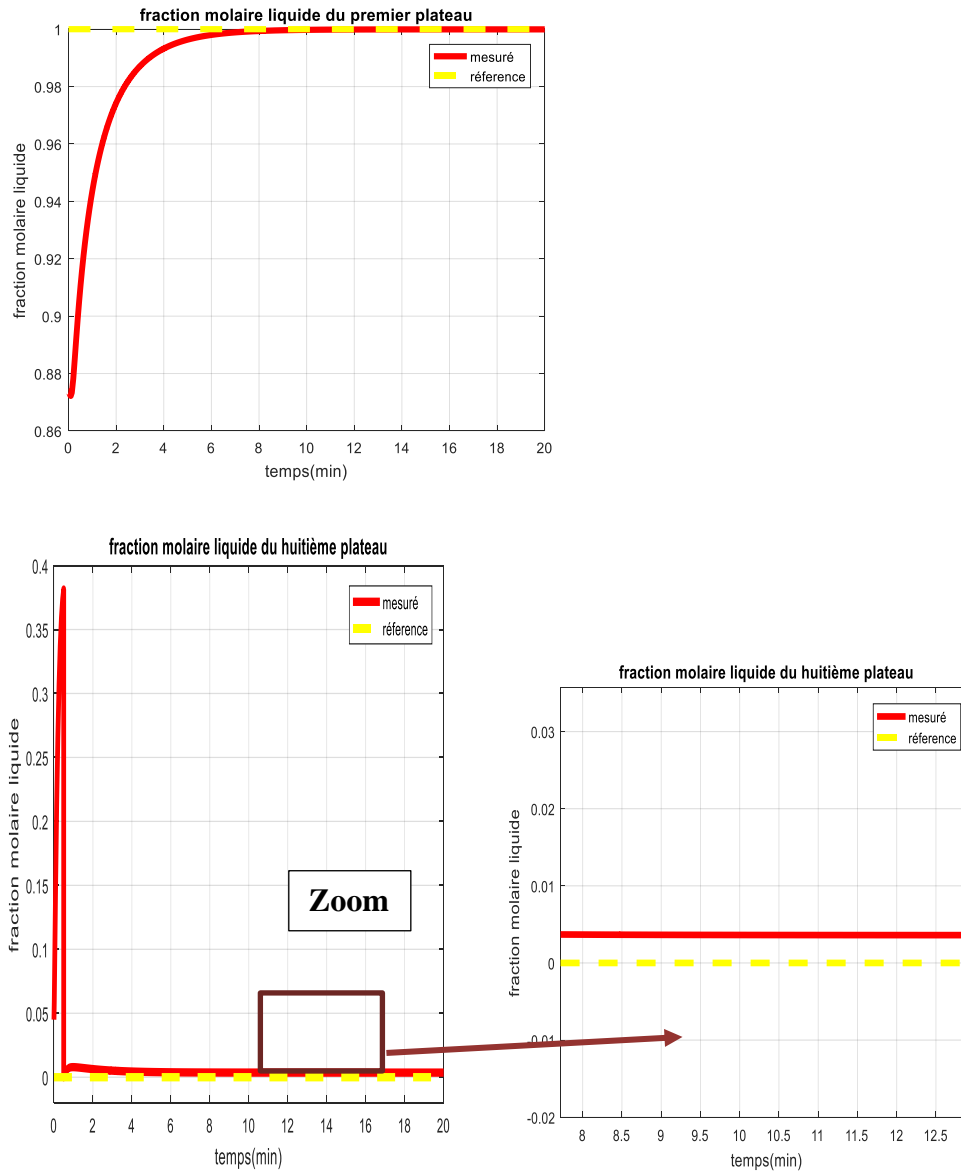 fraction molaire liquide du premier plateau
1
0.98
0.96
0.94
0.92
0.9
0.88
0.86
fraction molaire liquide
mesuré
réference
0 2 4 6 8 10 12 14 16 18 20
temps(min)
fraction molaire liquide du huitième plateau
0.4
0.35
0.3
0.25
0.2
0.15
0.1
0.05
0
fraction molaire liquide
mesuré
réference
Zoom
0 2 4 6 8 10 12 14 16 18 20
temps(min)
fraction molaire liquide du huitième plateau
0.03
0.02
0.01
0
-0.01
-0.02
fraction molaire liquide
mesuré
réference
8 8.5 9 9.5 10 10.5 11 11.5 12 12.5
temps(min)